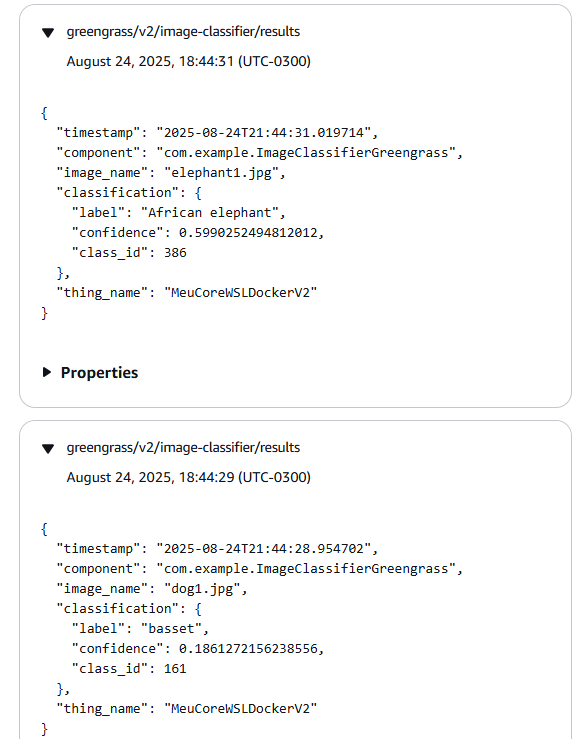 greengrass/v2/image-classifier/results
August 24, 2025, 18:44:31 (UTC-0300)
{
  "timestamp": "2025-08-24T21:44:31.019714",
  "component": "com.example.ImageClassifierGreengrass",
  "image_name": "elephant1.jpg",
  "classification": {
    "label": "African elephant",
    "confidence": 0.5990252494812012,
    "class_id": 386
  },
  "thing_name": "MeuCoreWSLDockerV2"
}
Properties
greengrass/v2/image-classifier/results
August 24, 2025, 18:44:29 (UTC-0300)
{
  "timestamp": "2025-08-24T21:44:28.954702",
  "component": "com.example.ImageClassifierGreengrass",
  "image_name": "dog1.jpg",
  "classification": {
    "label": "basset",
    "confidence": 0.1861272156238556,
    "class_id": 161
  },
  "thing_name": "MeuCoreWSLDockerV2"
}